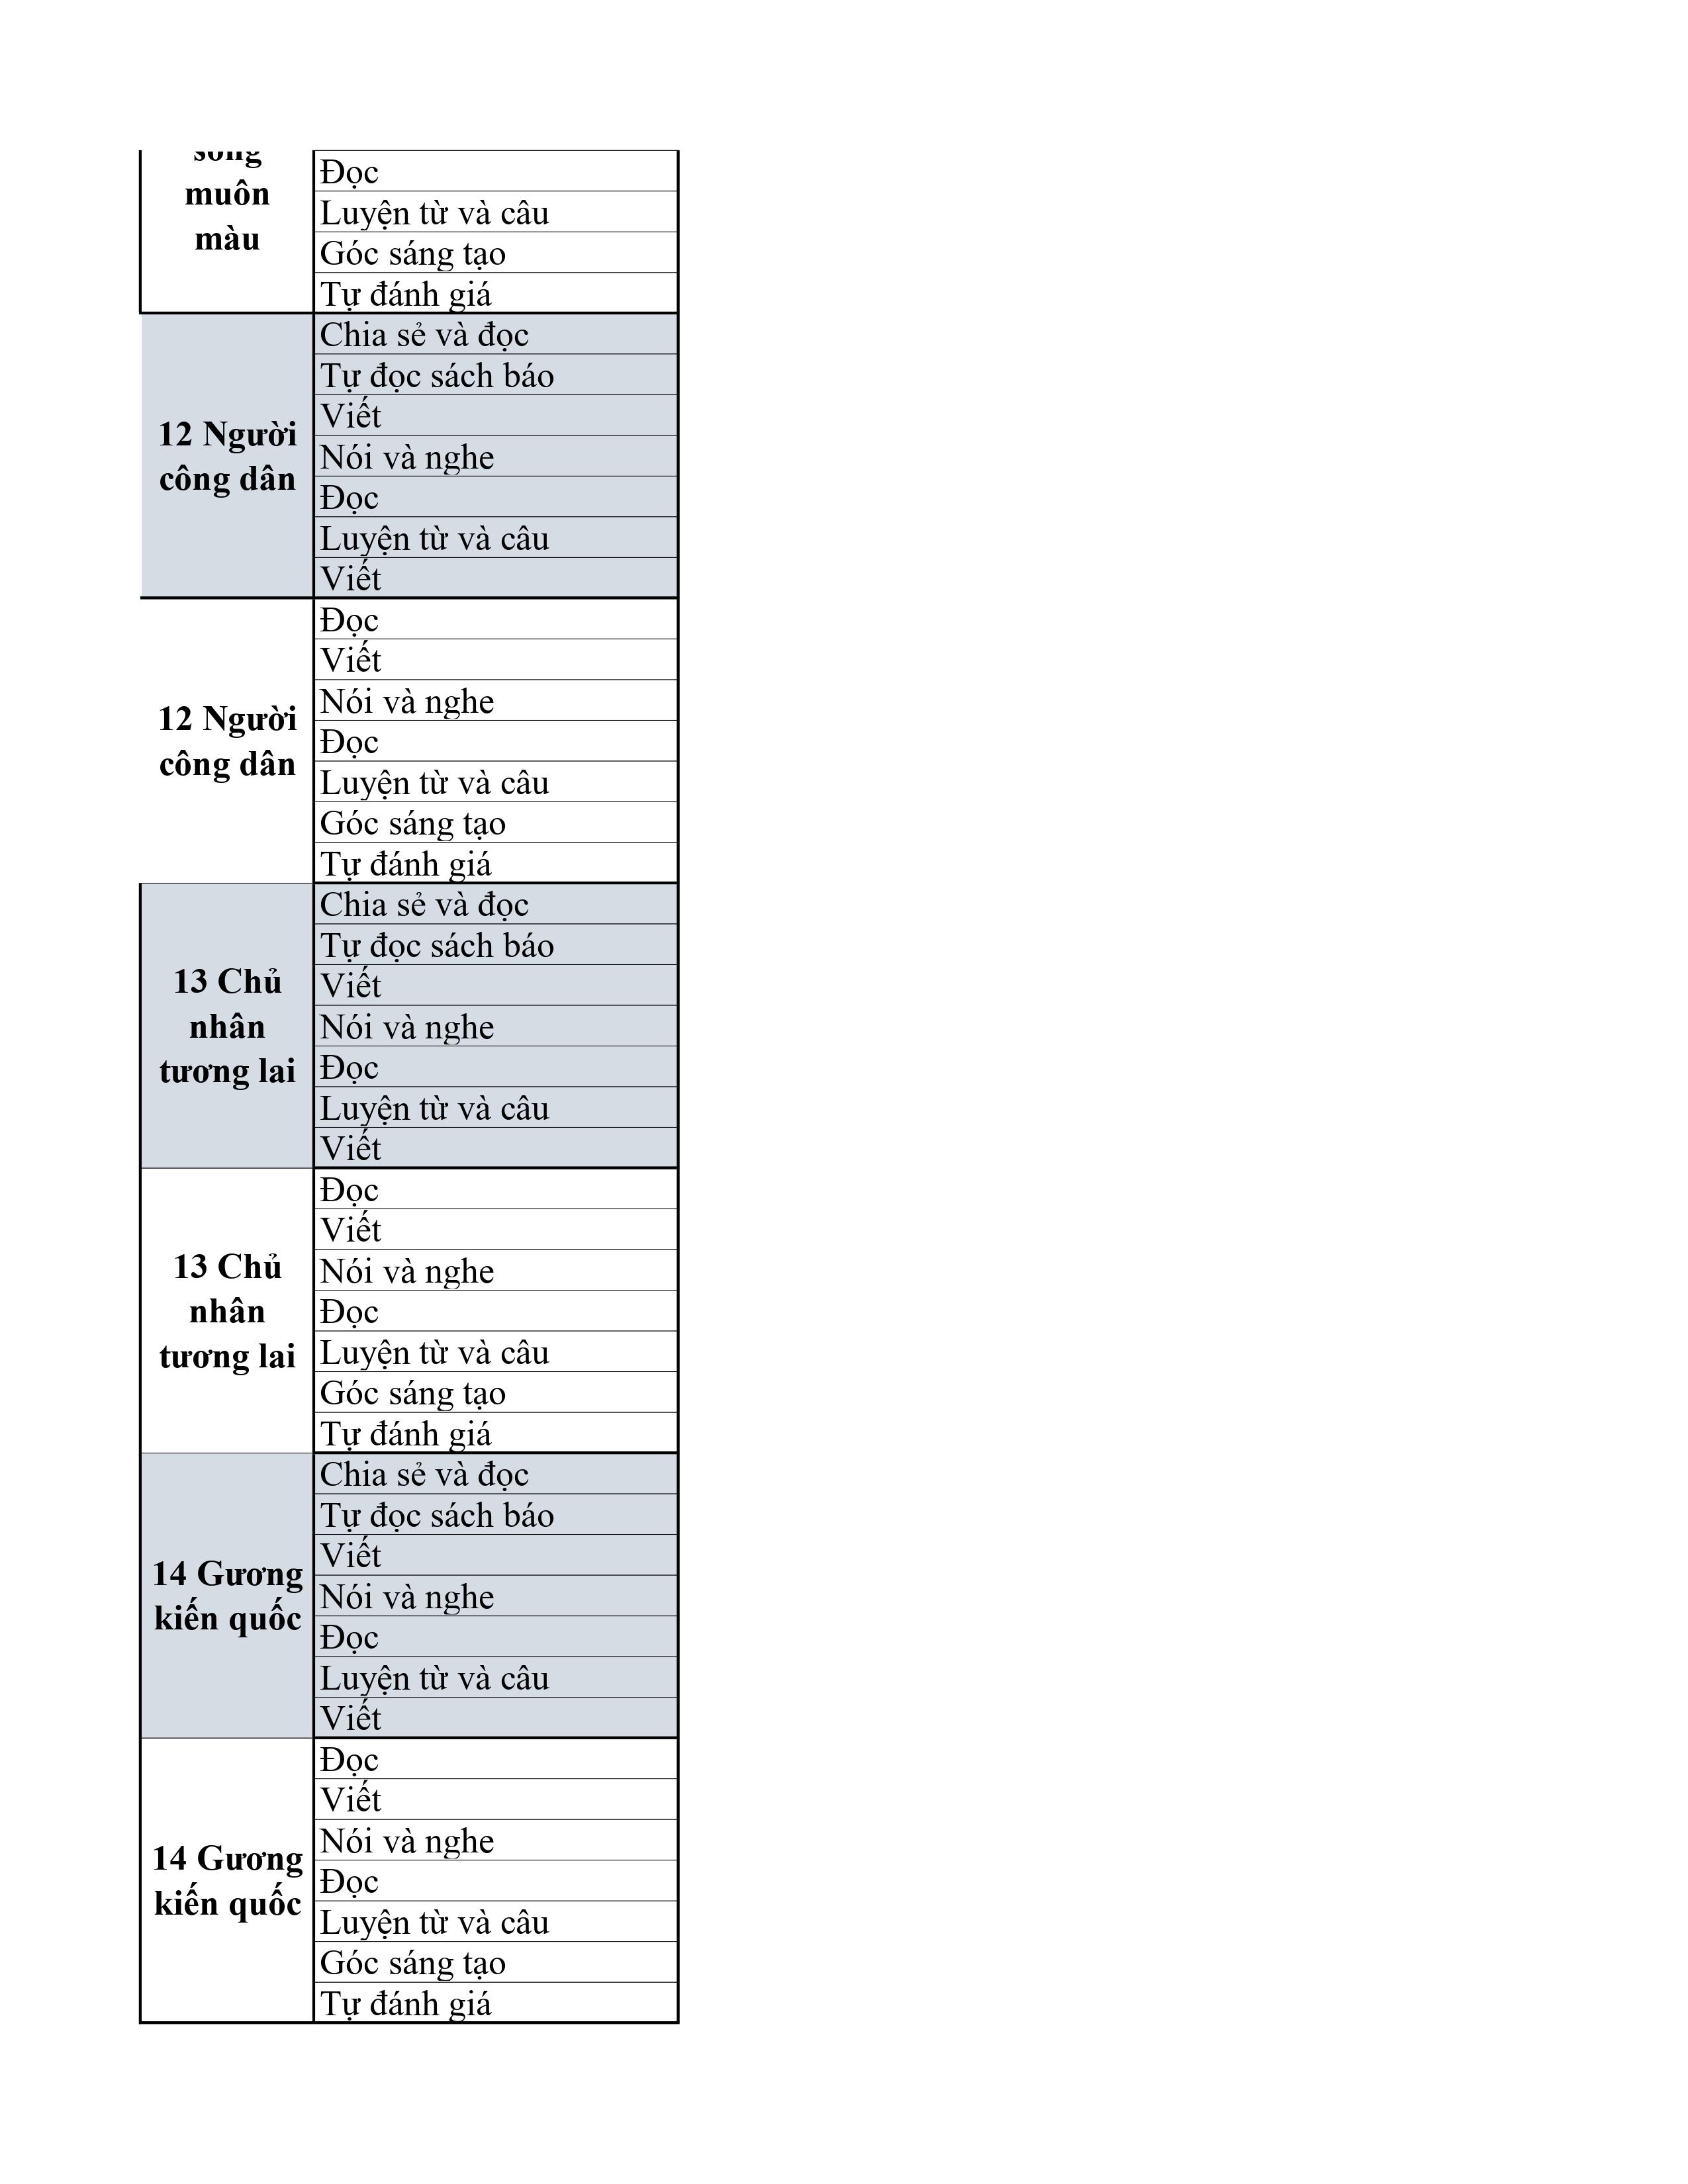 muôn
màu
Đọc
Luyện từ và câu
Góc sáng tạo
Tự đánh giá
12 Người
công dân
Chia sẻ và đọc
Tự đọc sách báo
Viết
Nói và nghe
Đọc
Luyện từ và câu
Viết
12 Người
công dân
Đọc
Viết
Nói và nghe
Đọc
Luyện từ và câu
Góc sáng tạo
Tự đánh giá
13 Chủ
nhân
tương lai
Chia sẻ và đọc
Tự đọc sách báo
Viết
Nói và nghe
Đọc
Luyện từ và câu
Viết
13 Chủ
nhân
tương lai
Đọc
Viết
Nói và nghe
Đọc
Luyện từ và câu
Góc sáng tạo
Tự đánh giá
14 Gương
kiến quốc
Chia sẻ và đọc
Tự đọc sách báo
Viết
Nói và nghe
Đọc
Luyện từ và câu
Viết
14 Gương
kiến quốc
Đọc
Viết
Nói và nghe
Đọc
Luyện từ và câu
Góc sáng tạo
Tự đánh giá